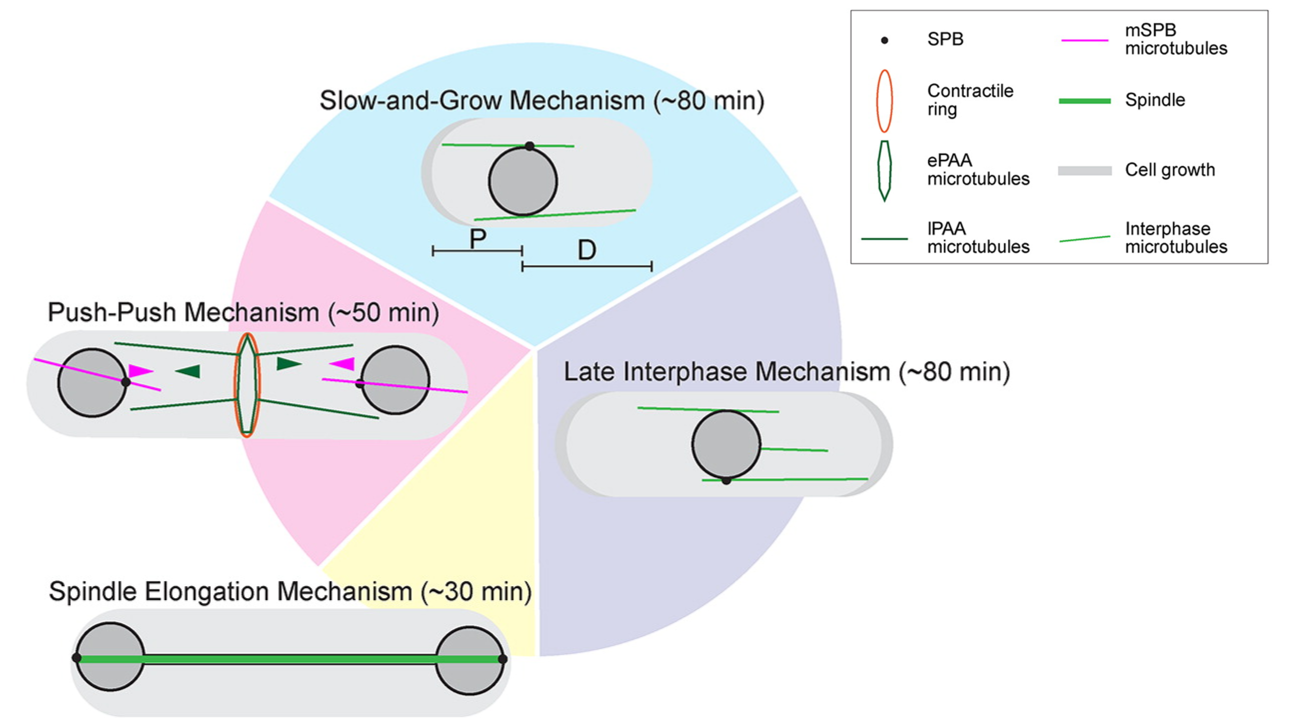 Slow-and-Grow Mechanism (~80 min)
P
D
Push-Push Mechanism (~50 min)
Late Interphase Mechanism (~80 min)
Spindle Elongation Mechanism (~30 min)
SPB
Contractile
ring
ePAA
microtubules
lPAA
microtubules
mSPB
microtubules
Spindle
Cell growth
Interphase
microtubules